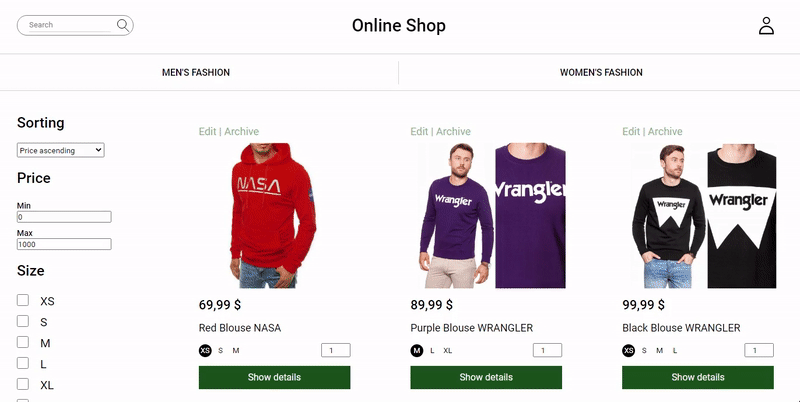 Search
Online Shop
MEN'S FASHION
WOMEN'S FASHION
Sorting
Price ascending
Price
Min
0
Max
1000
Size
XS
S
M
L
XL
Edit | Archive
NASA
69,99 $
Red Blouse NASA
XS S M
1
Show details
Edit | Archive
Wrangler
Wrangler
89,99 $
Purple Blouse WRANGLER
M L XL
1
Show details
Edit | Archive
Wrangler
Wrangler
99,99 $
Black Blouse WRANGLER
XS S M L
1
Show details